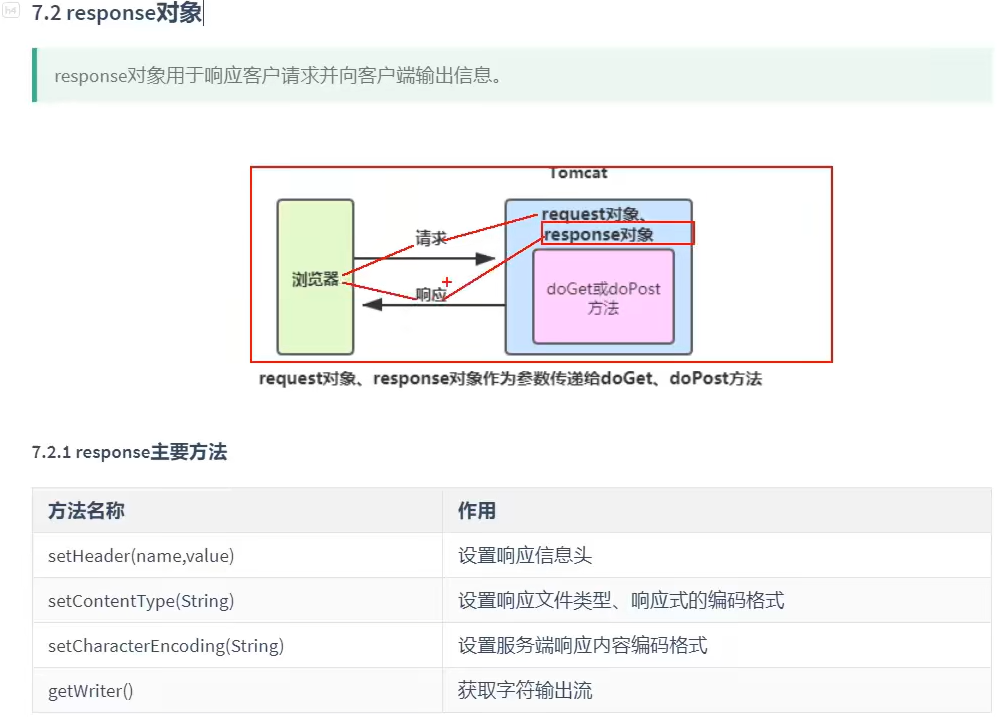 h4
7.2 response对象
response对象用于响应客户请求并向客户端输出信息。
Tomcat
request对象、
response对象
请求
浏览器
响应
doGet或doPost
方法
request对象、response对象作为参数传递给doGet、doPost方法
7.2.1 response主要方法
方法名称 作用
setHeader(name,value) 设置响应信息头
setContentType(String) 设置响应文件类型、响应式的编码格式
setCharacterEncoding(String) 设置服务端响应内容编码格式
getWriter() 获取字符输出流